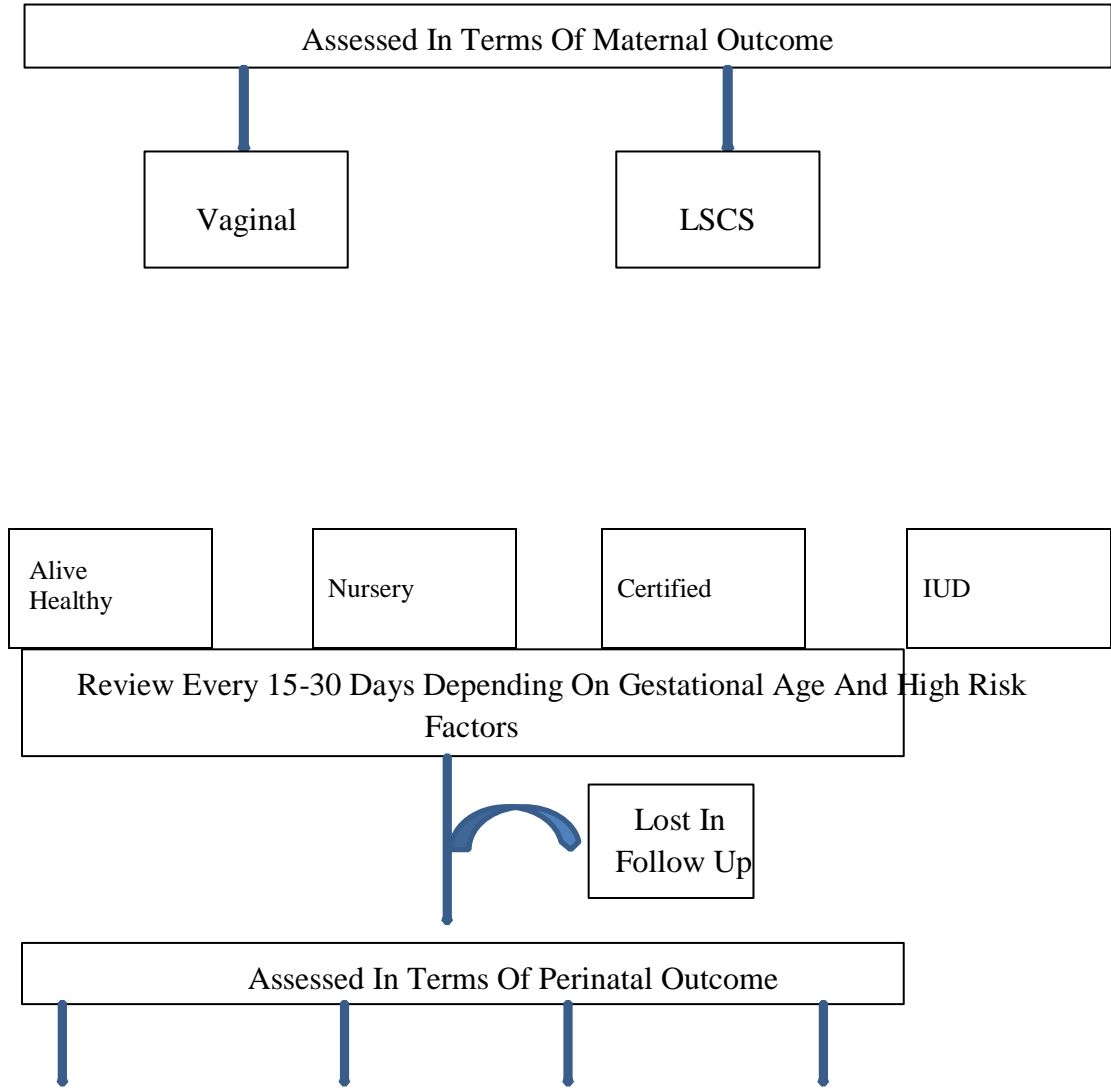 Assessed In Terms Of Maternal Outcome
Vaginal
LSCS
Alive
Healthy
Nursery
Certified
IUD
Review Every 15-30 Days Depending On Gestational Age And High Risk
Factors
Lost In
Follow Up
Assessed In Terms Of Perinatal Outcome